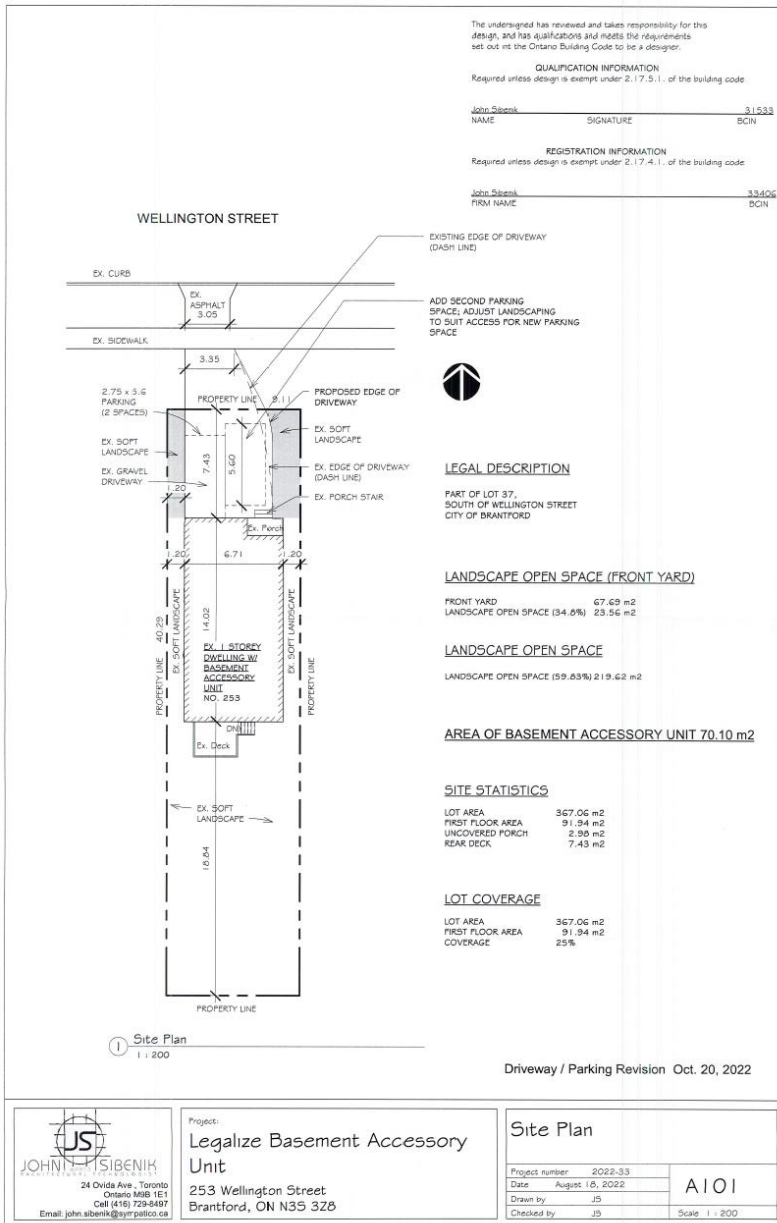 The undersigned has reviewed and takes responsibility for this
design, and has qualifications and meets the requirements
set out int the Ontario Building Code to be a designer.
QUALIFICATION INFORMATION
Required unless design is exempt under 2.17.5.1. of the building code
John Sibenik 31533
NAME SIGNATURE BCIN
REGISTRATION INFORMATION
Required unless design is exempt under 2.17.4.1. of the building code
John Sibenik 33406
FIRM NAME BCIN
WELLINGTON STREET
EXISTING EDGE OF DRIVEWAY
(DASH LINE)
EX. CURB
EX.
ASPHALT
3.05
ADD SECOND PARKING
SPACE; ADJUST LANDSCAPING
TO SUIT ACCESS FOR NEW PARKING
SPACE
EX. SIDEWALK
3.35
2.75 x 5.6
PARKING
(2 SPACES)
PROPERTY LINE 9.11
PROPOSED EDGE OF
DRIVEWAY
EX. SOFT
LANDSCAPE
EX. SOFT
LANDSCAPE
EX. GRAVEL
DRIVEWAY
7.43
5.60
EX. EDGE OF DRIVEWAY
(DASH LINE)
1.20
EX. PORCH STAIR
Ex. Porch
1.20 6.71 1.20
PROPERTY LINE 40.29
EX. SOFT LANDSCAPE
14.02
EX. 1 STOREY
DWELLING W/
BASEMENT
ACCESSORY
UNIT
NO. 253
EX. SOFT LANDSCAPE
PROPERTY LINE
DN
Ex. Deck
EX. SOFT
LANDSCAPE
18.84
PROPERTY LINE
1 Site Plan
1 : 200
LEGAL DESCRIPTION
PART OF LOT 37,
SOUTH OF WELLINGTON STREET
CITY OF BRANTFORD
LANDSCAPE OPEN SPACE (FRONT YARD)
FRONT YARD 67.69 m2
LANDSCAPE OPEN SPACE (34.8%) 23.56 m2
LANDSCAPE OPEN SPACE
LANDSCAPE OPEN SPACE (59.83%) 219.62 m2
AREA OF BASEMENT ACCESSORY UNIT 70.10 m2
SITE STATISTICS
LOT AREA 367.06 m2
FIRST FLOOR AREA 91.94 m2
UNCOVERED PORCH 2.98 m2
REAR DECK 7.43 m2
LOT COVERAGE
LOT AREA 367.06 m2
FIRST FLOOR AREA 91.94 m2
COVERAGE 25%
Driveway / Parking Revision Oct. 20, 2022
JS
JOHN SIBENIK
ARCHITECTURAL TECHNOLOGIST
24 Ovida Ave., Toronto
Ontario M9B 1E1
Cell (416) 729-8497
Email: john.sibenik@sympatico.ca
Project:
Legalize Basement Accessory
Unit
253 Wellington Street
Brantford, ON N3S 3Z8
Site Plan
Project number 2022-33
Date August 18, 2022
Drawn by JS
Checked by JS
A101
Scale 1 : 200